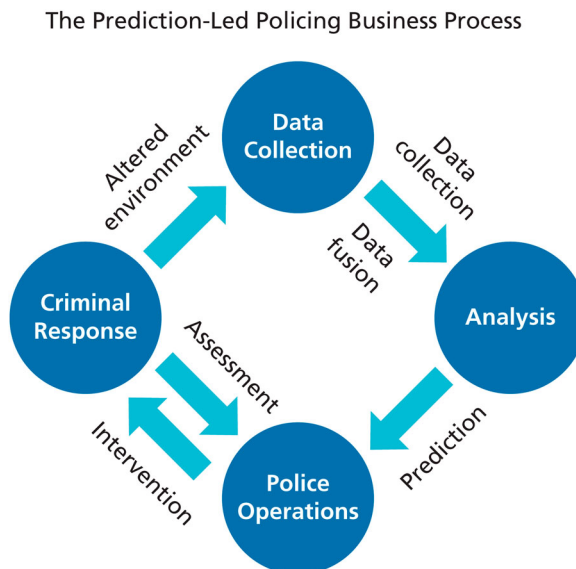 The Prediction-Led Policing Business Process
Data
Collection
Altered
environment
Data
collection
Data
fusion
Criminal
Response
Analysis
Assessment
Intervention
Prediction
Police
Operations